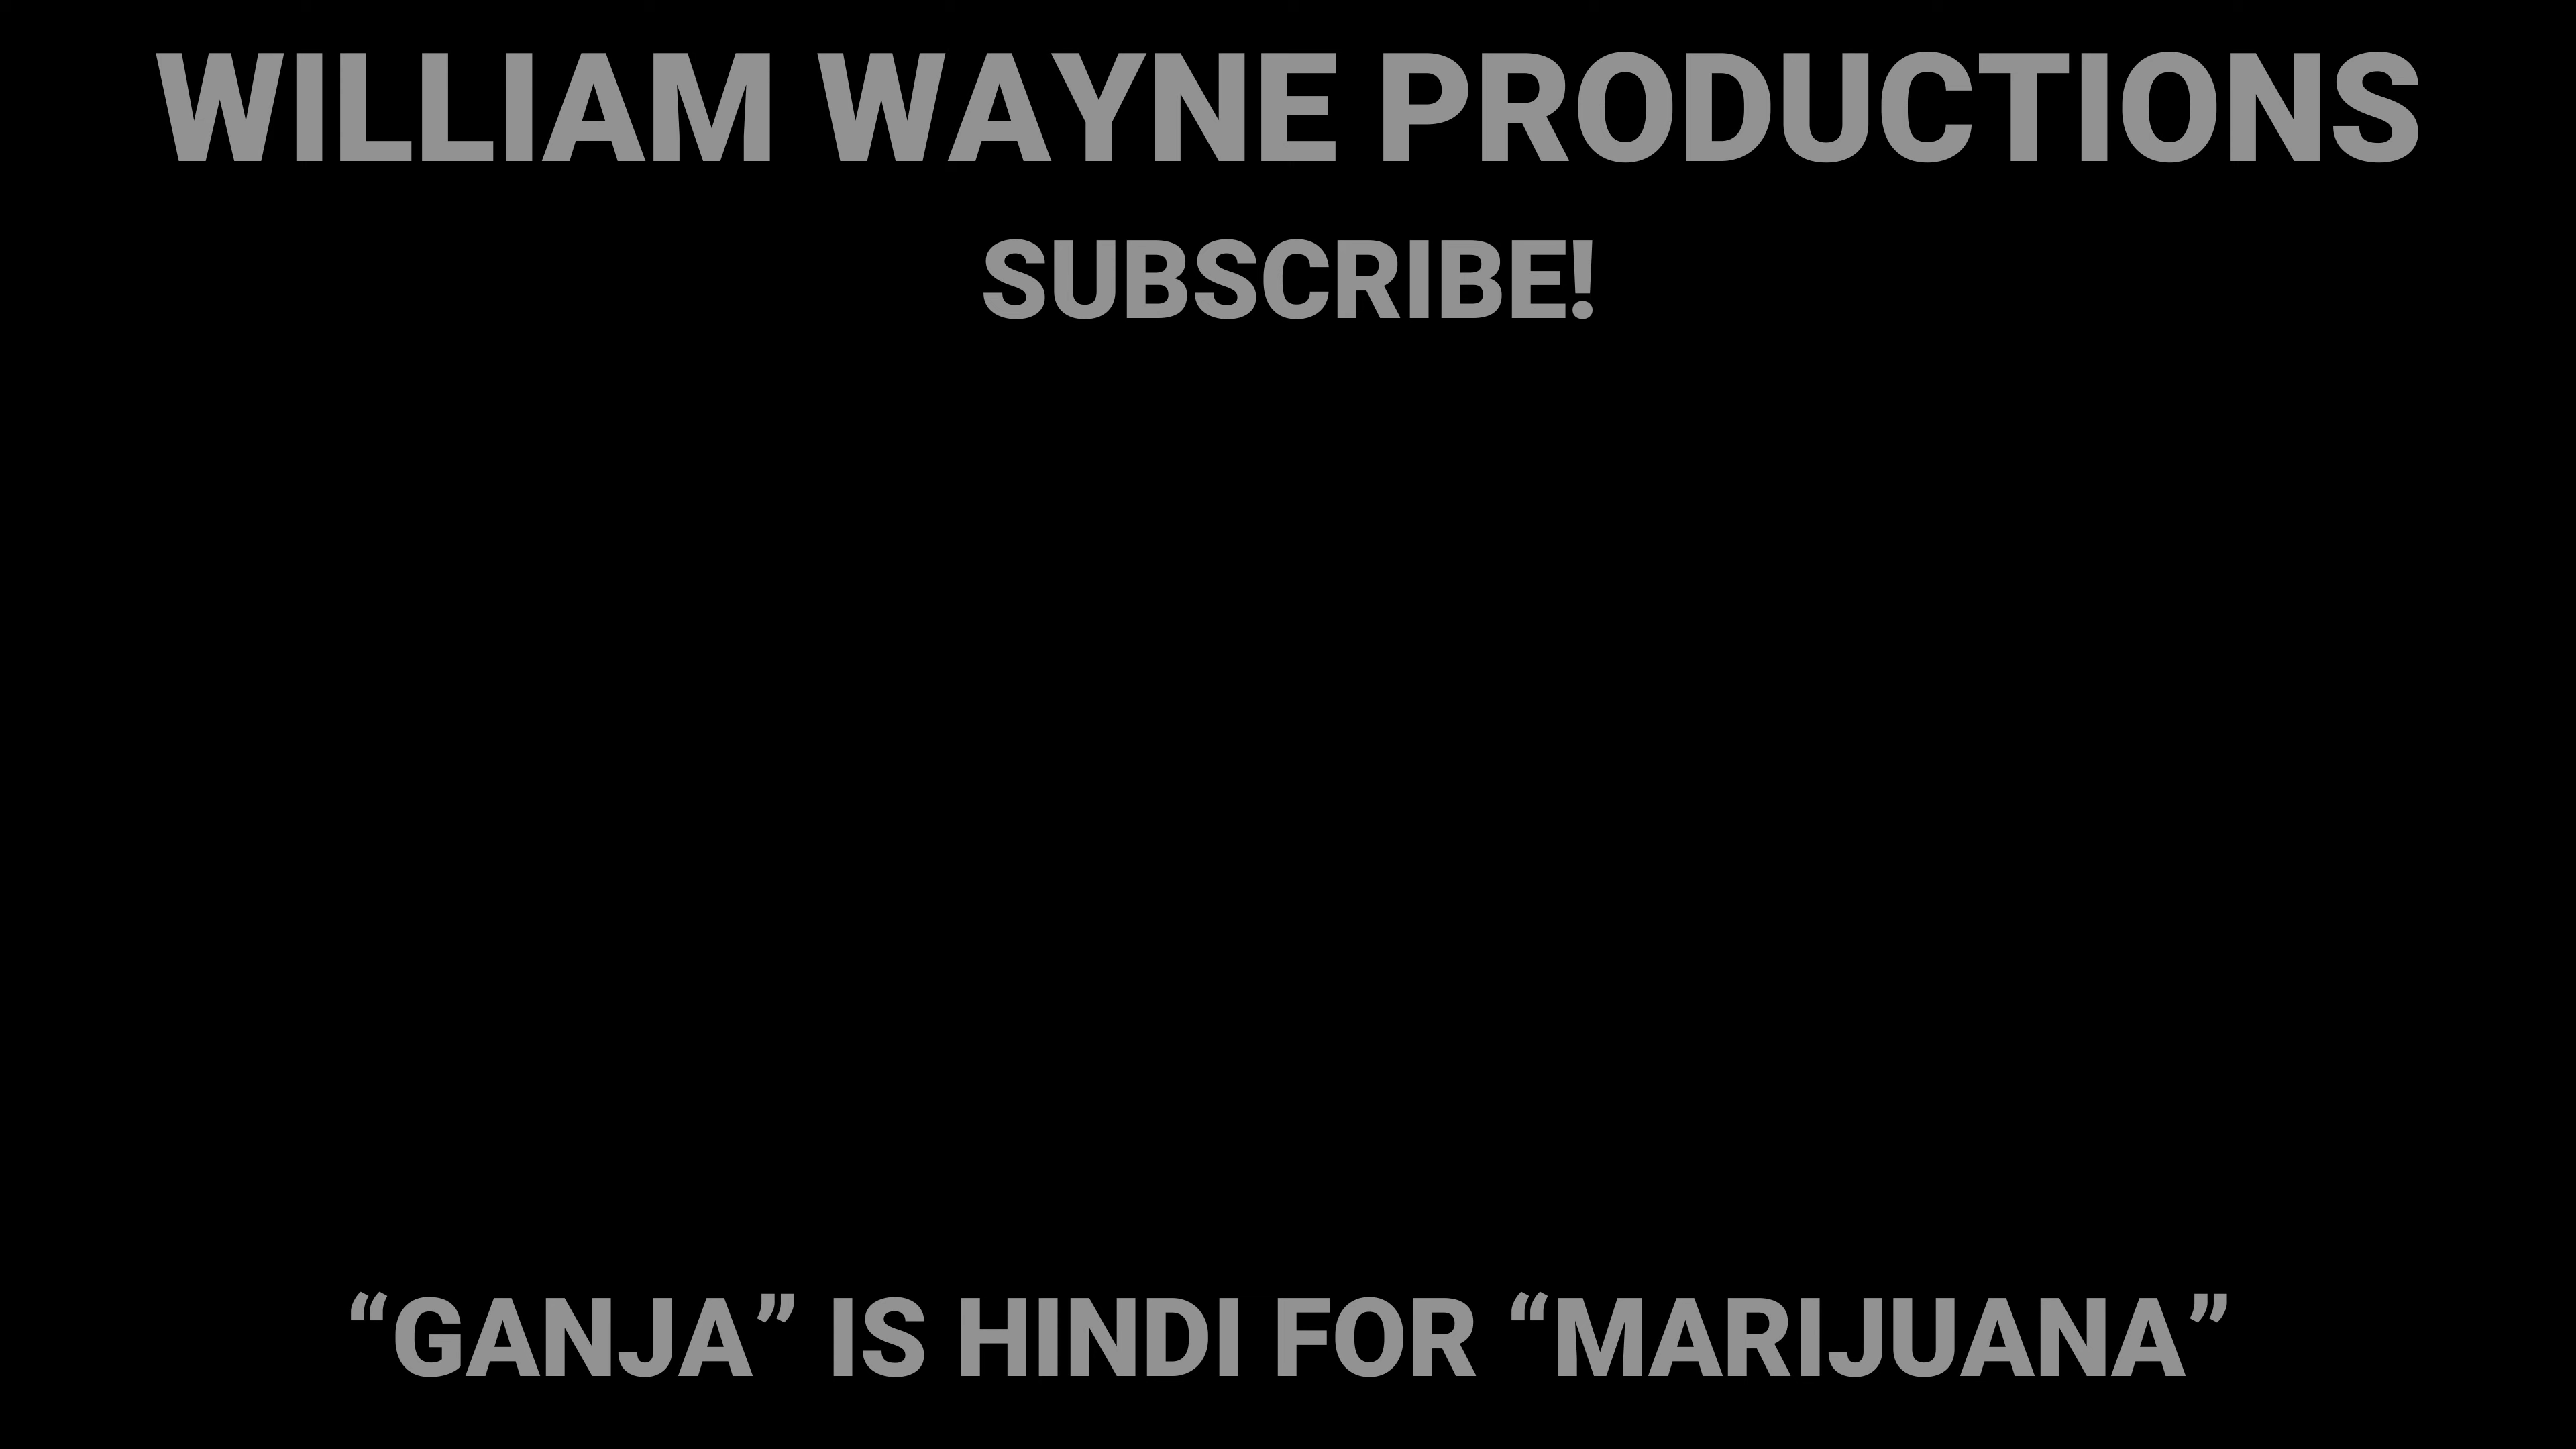 WILLIAM WAYNE PRODUCTIONS
SUBSCRIBE!
“GANJA” IS HINDI FOR “MARIJUANA”